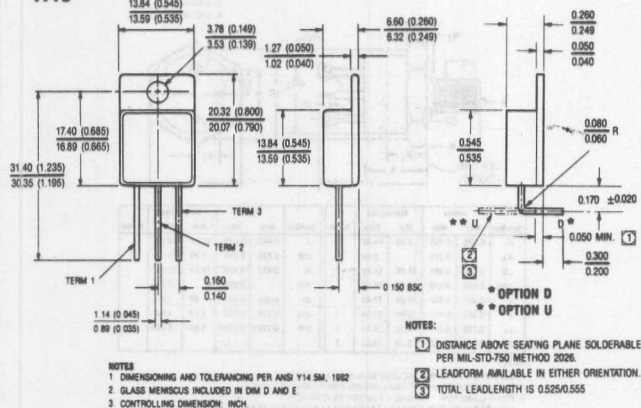 13.84 (0.545)
13.59 (0.535)
3.78 (0.149)
3.53 (0.139)
6.60 (0.260)
6.32 (0.249)
0.260
0.249
1.27 (0.050)
1.02 (0.040)
0.050
0.040
20.32 (0.800)
20.07 (0.790)
17.40 (0.685)
16.89 (0.665)
13.84 (0.545)
13.59 (0.535)
0.545
0.535
0.080
0.060 R
31.40 (1.235)
30.35 (1.195)
0.170 ±0.020
TERM 3
** U
D *
TERM 2
0.050 MIN. 1
2
3
TERM 1
0.160
0.140
0 150 BSC
0.300
0.200
* OPTION D
** OPTION U
1 14 (0 045)
0 89 (0 035)
NOTES:
1 DISTANCE ABOVE SEATING PLANE SOLDERABLE
PER MIL-STD-750 METHOD 2026.
2 LEADFORM AVAILABLE IN EITHER ORIENTATION.
3 TOTAL LEADLENGTH IS 0.525/0.555
NOTES
1 DIMENSIONING AND TOLERANCING PER ANSI Y14 5M, 1982
2 GLASS MENISCUS INCLUDED IN DIM D AND E
3 CONTROLLING DIMENSION: INCH